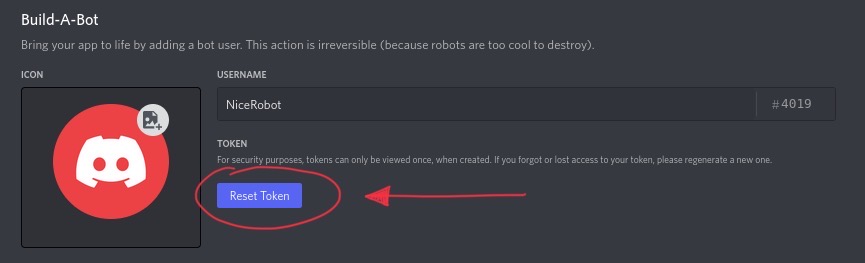 Build-A-Bot
Bring your app to life by adding a bot user. This action is irreversible (because robots are too cool to destroy).
ICON
USERNAME
NiceRobot
#4019
TOKEN
For security purposes, tokens can only be viewed once, when created. If you forgot or lost access to your token, please regenerate a new one.
Reset Token